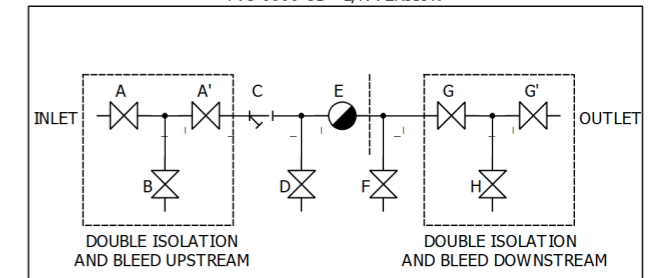 A A' C E G G'
INLET OUTLET
B D F H
DOUBLE ISOLATION
AND BLEED UPSTREAM
DOUBLE ISOLATION
AND BLEED DOWNSTREAM